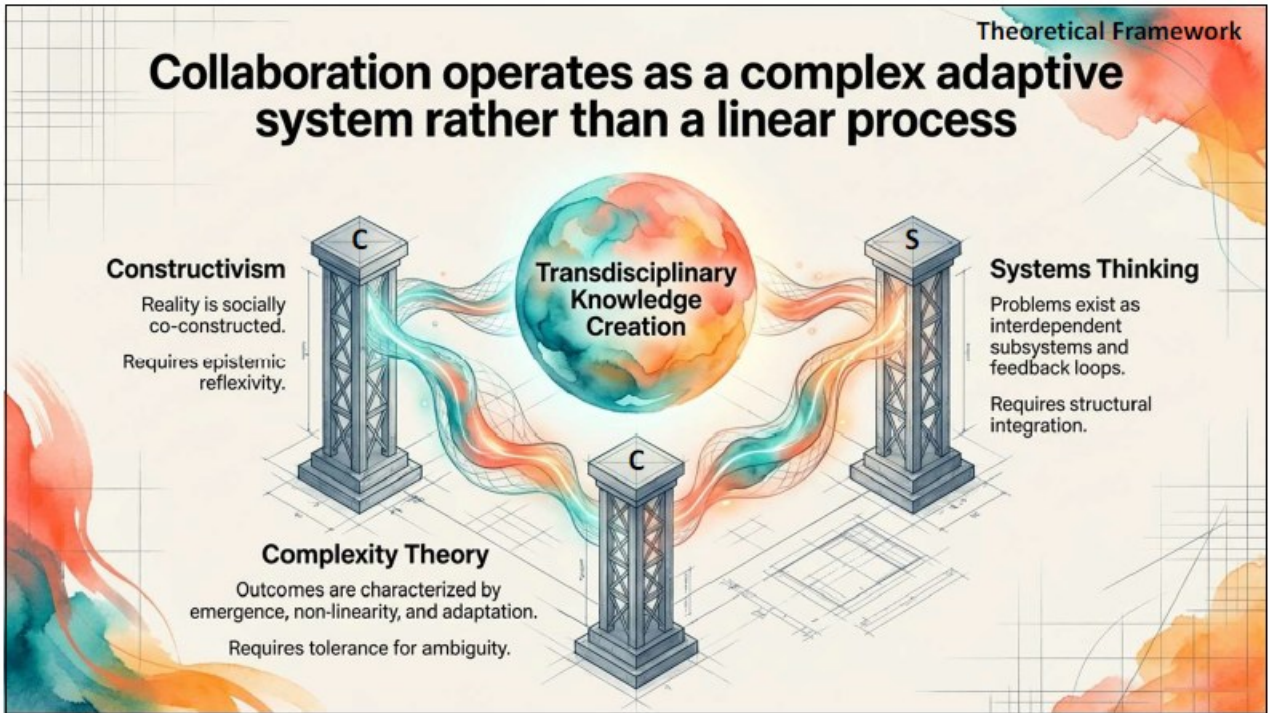 Theoretical Framework
Collaboration operates as a complex adaptive
system rather than a linear process
C
Constructivism
Reality is socially
co-constructed.
Requires epistemic
reflexivity.
Transdisciplinary
Knowledge
Creation
S
Systems Thinking
Problems exist as
interdependent
subsystems and
feedback loops.
Requires structural
integration.
C
Complexity Theory
Outcomes are characterized by
emergence, non-linearity, and adaptation.
Requires tolerance for ambiguity.